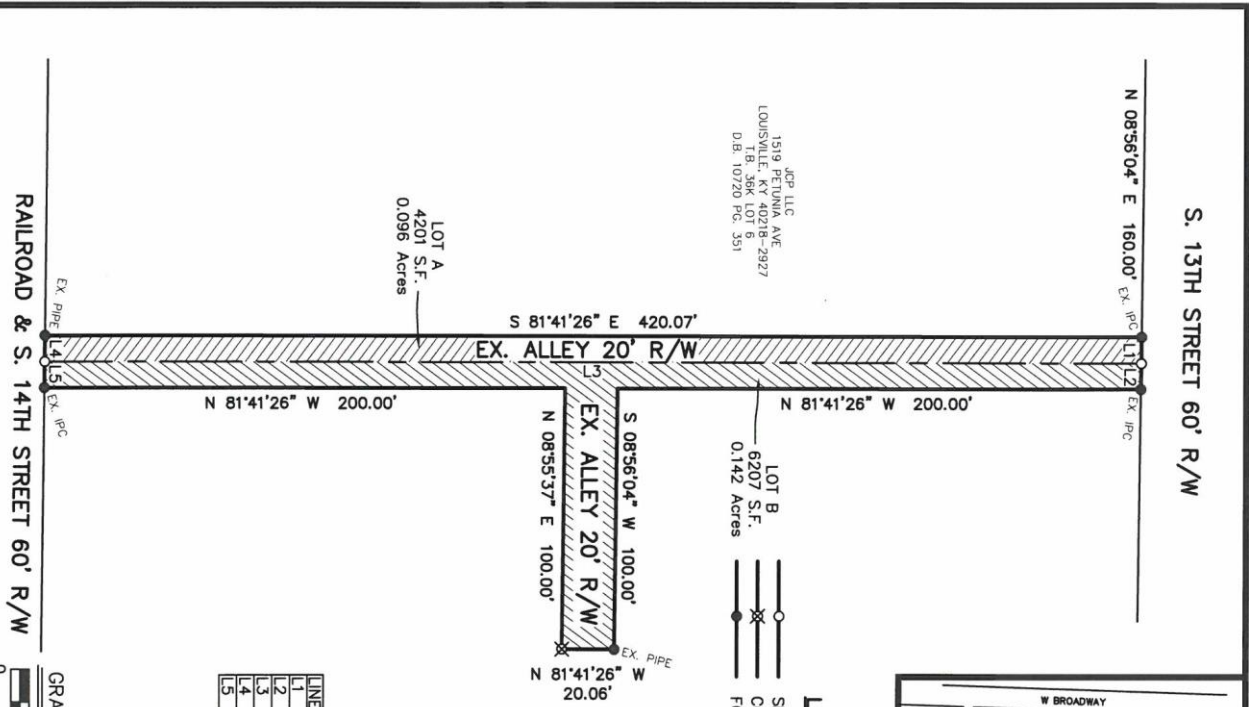 S. 13TH STREET 60' R/W
N 08°56'04" E 160.00'
EX. IPC
L1
L2
EX. IPC
JCP LLC
1519 PETUNIA AVE
LOUISVILLE, KY 40218-2927
T.B. 36K LOT 6
D.B. 10720 PG. 351
LOT A
4201 S.F.
0.096 Acres
S 81°41'26" E 420.07'
EX. ALLEY 20' R/W
L3
N 81°41'26" W 200.00'
N 81°41'26" W 200.00'
LOT B
6207 S.F.
0.142 Acres
S 08°56'04" W 100.00'
EX. ALLEY 20' R/W
N 08°55'37" E 100.00'
EX. PIPE
N 81°41'26" W
20.06'
EX. PIPE
L4
L5
EX. IPC
RAILROAD & S. 14TH STREET 60' R/W
W BROADWAY
L
S
C
F
LINE
L1
L2
L3
L4
L5
GRA